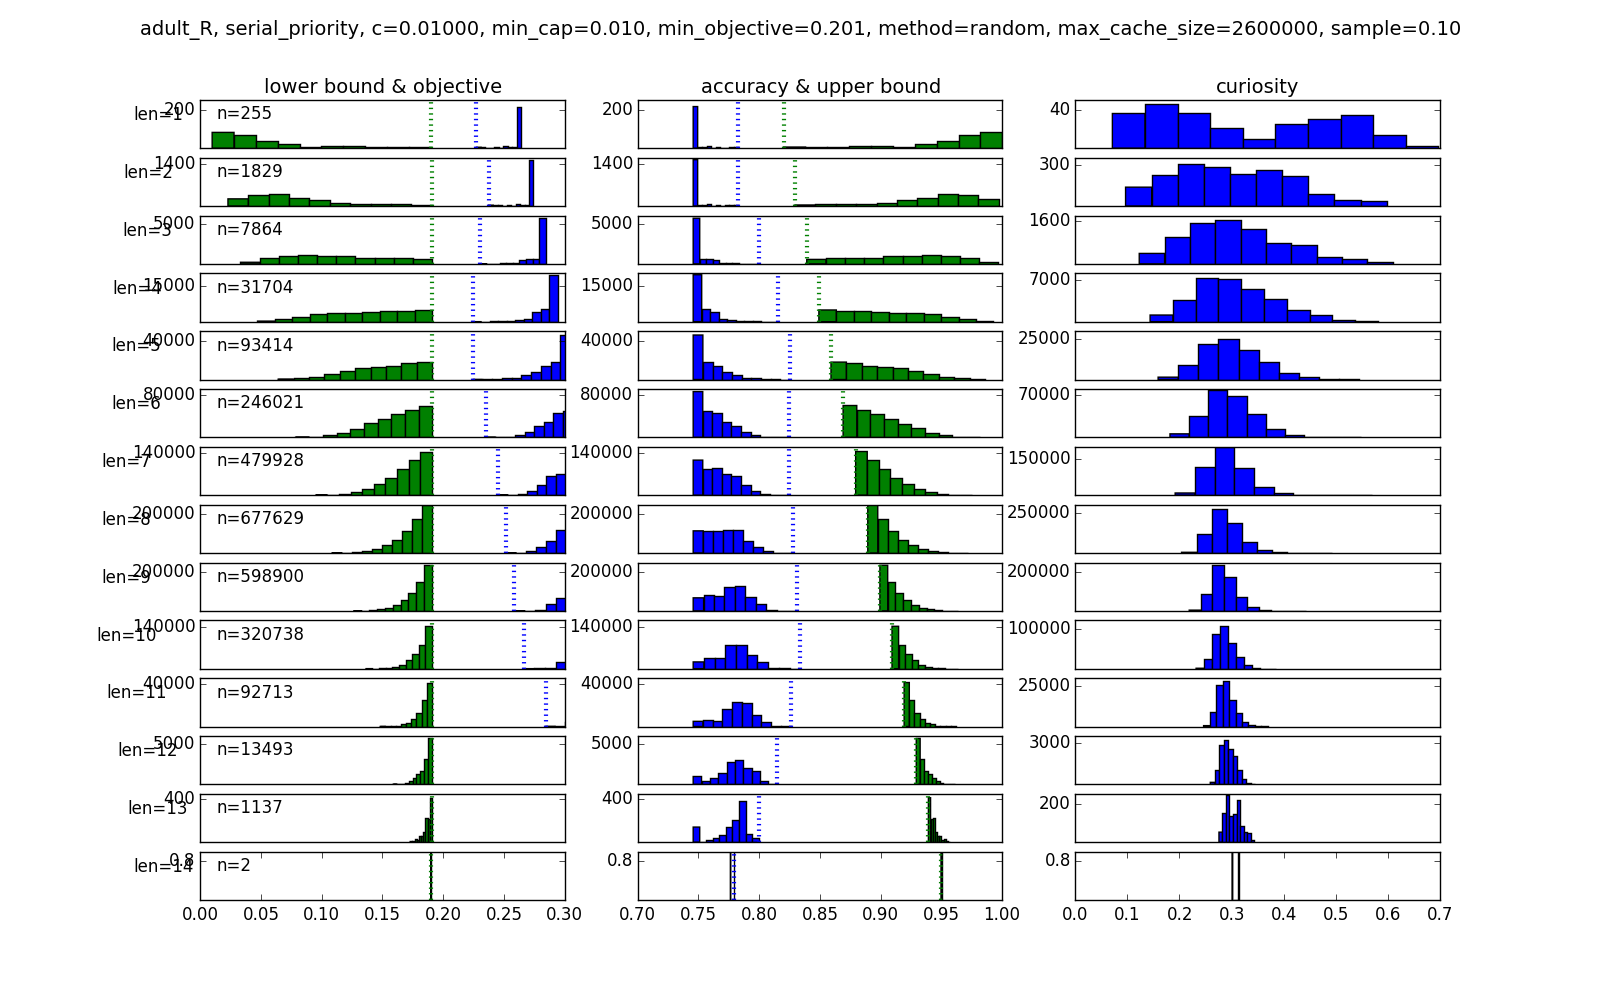 adult_R, serial_priority, c=0.01000, min_cap=0.010, min_objective=0.201, method=random, max_cache_size=2600000, sample=0.10
lower bound & objective accuracy & upper bound curiosity
len=1 200 n=255 200 40
len=2 1400 n=1829 1400 300
len=3 5000 n=7864 5000 1600
len=4 15000 n=31704 15000 7000
len=5 40000 n=93414 40000 25000
len=6 80000 n=246021 80000 70000
len=7 140000 n=479928 140000 150000
len=8 200000 n=677629 200000 250000
len=9 200000 n=598900 200000 200000
len=10 140000 n=320738 140000 100000
len=11 40000 n=92713 40000 25000
len=12 5000 n=13493 5000 3000
len=13 400 n=1137 400 200
len=14 0.8 n=2 0.8 0.8
0.00 0.05 0.10 0.15 0.20 0.25 0.30 0.70 0.75 0.80 0.85 0.90 0.95 1.00 0.0 0.1 0.2 0.3 0.4 0.5 0.6 0.7